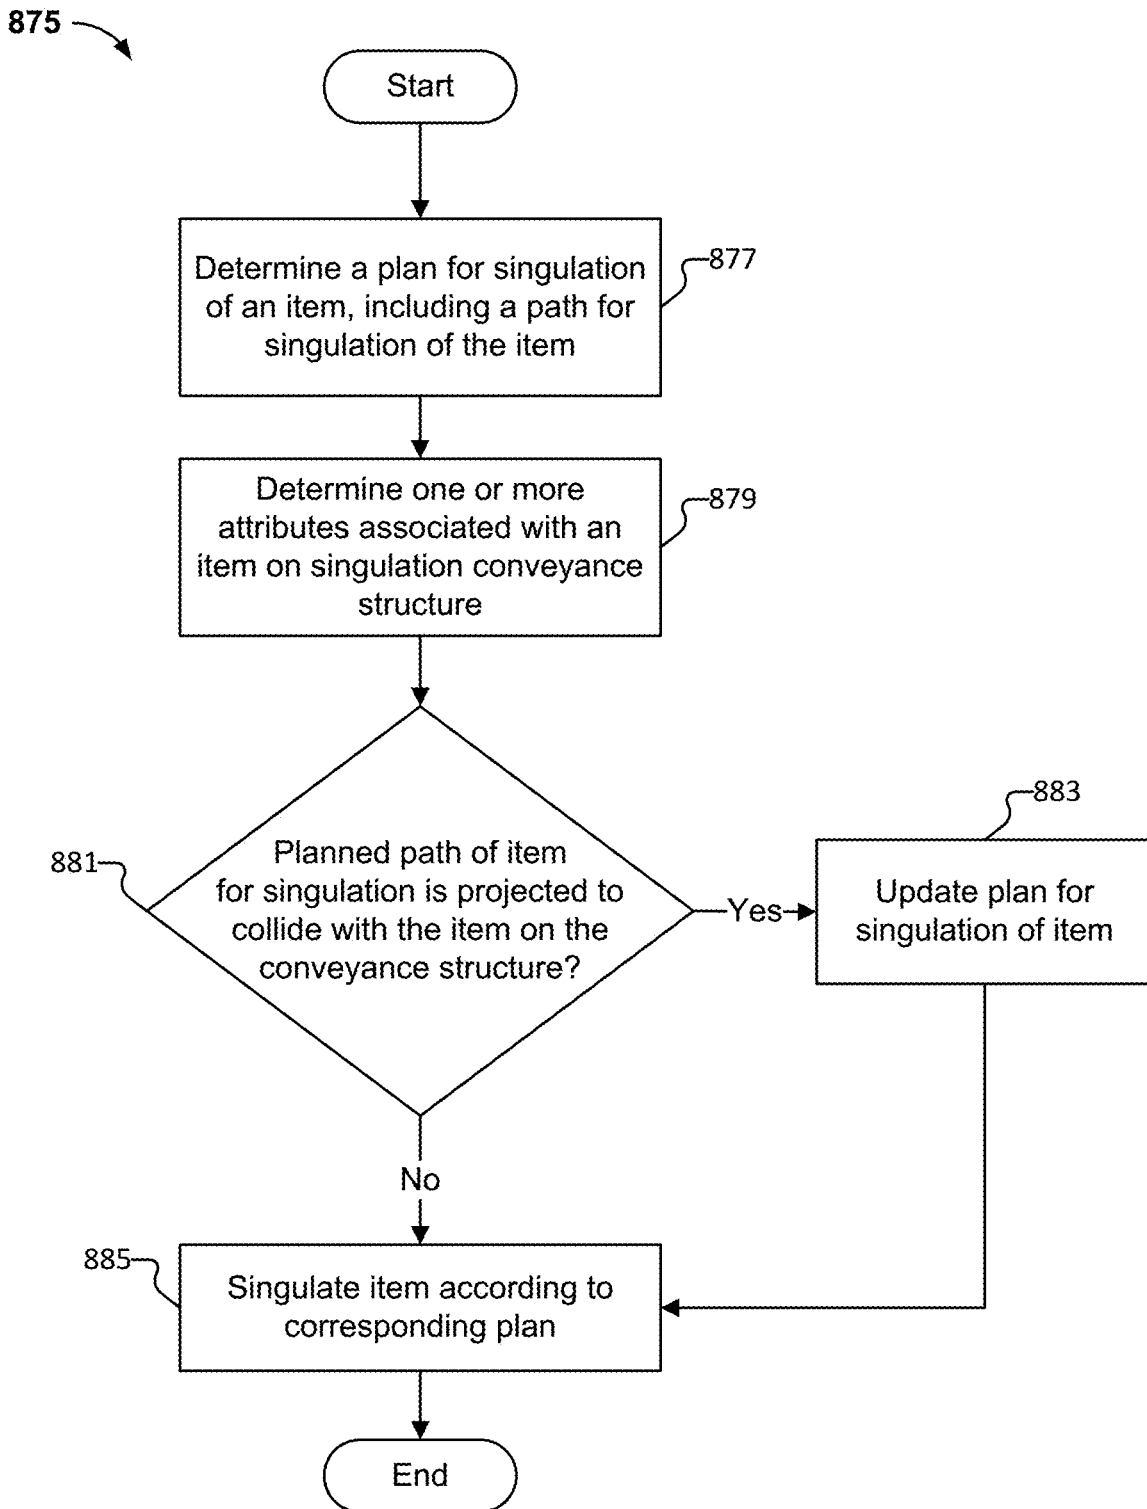 875
Start
Determine a plan for singulation
of an item, including a path for
singulation of the item
877
Determine one or more
attributes associated with an
item on singulation conveyance
structure
879
881
Planned path of item
for singulation is projected to
collide with the item on the
conveyance structure?
Yes
883
Update plan for
singulation of item
No
885
Singulate item according to
corresponding plan
End